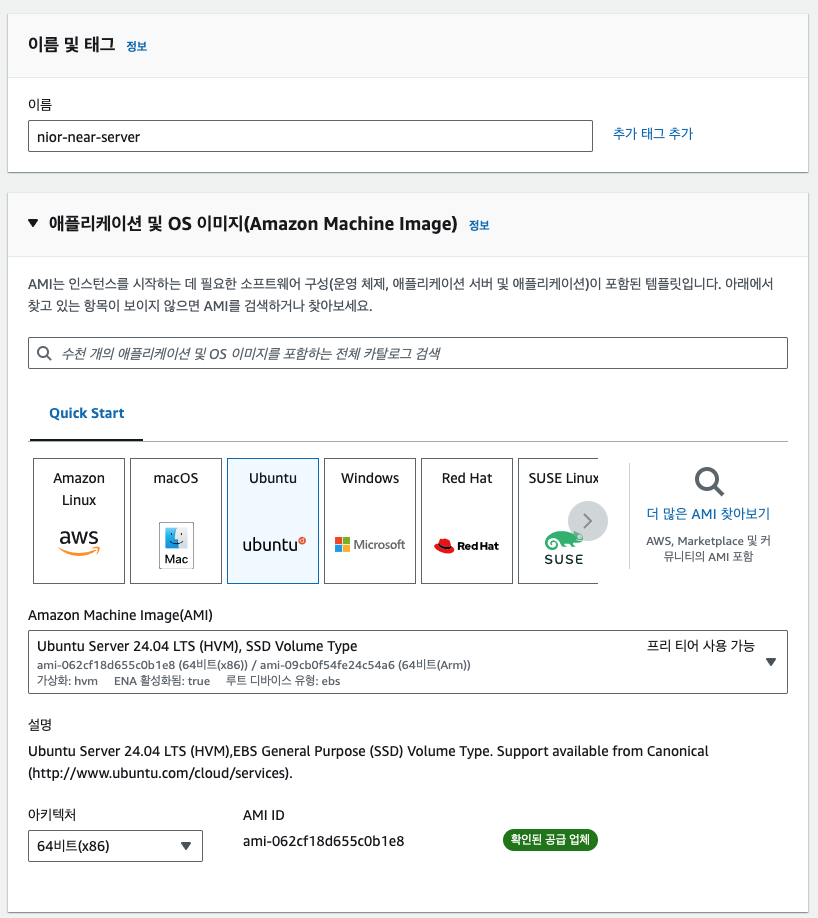 이름 및 태그 정보
이름
nior-near-server
추가 태그 추가
애플리케이션 및 OS 이미지(Amazon Machine Image) 정보
AMI는 인스턴스를 시작하는 데 필요한 소프트웨어 구성(운영 체제, 애플리케이션 서버 및 애플리케이션)이 포함된 템플릿입니다. 아래에서
찾고 있는 항목이 보이지 않으면 AMI를 검색하거나 찾아보세요.
수천 개의 애플리케이션 및 OS 이미지를 포함하는 전체 카탈로그 검색
Quick Start
Amazon
Linux
aws
macOS
Mac
Ubuntu
ubuntu
Windows
Microsoft
Red Hat
Red Hat
SUSE Linux
SUSE
더 많은 AMI 찾아보기
AWS, Marketplace 및 커
뮤니티의 AMI 포함
Amazon Machine Image(AMI)
Ubuntu Server 24.04 LTS (HVM), SSD Volume Type
프리 티어 사용 가능
ami-062cf18d655c0b1e8 (64비트(x86)) / ami-09cb0f54fe24c54a6 (64비트(Arm))
가상화: hvm ENA 활성화됨: true 루트 디바이스 유형: ebs
설명
Ubuntu Server 24.04 LTS (HVM),EBS General Purpose (SSD) Volume Type. Support available from Canonical
(http://www.ubuntu.com/cloud/services).
아키텍처
64비트(x86)
AMI ID
ami-062cf18d655c0b1e8
확인된 공급 업체